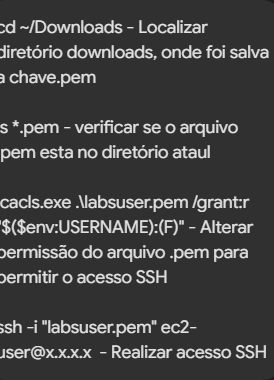 cd ~/Downloads - Localizar
diretório downloads, onde foi salva
a chave.pem
s *.pem - verificar se o arquivo
.pem esta no diretório ataul
cacls.exe .\labsuser.pem /grant:r
"$($env:USERNAME):(F)" - Alterar
permissão do arquivo .pem para
permitir o acesso SSH
ssh -i "labsuser.pem" ec2-
user@x.x.x.x - Realizar acesso SSH